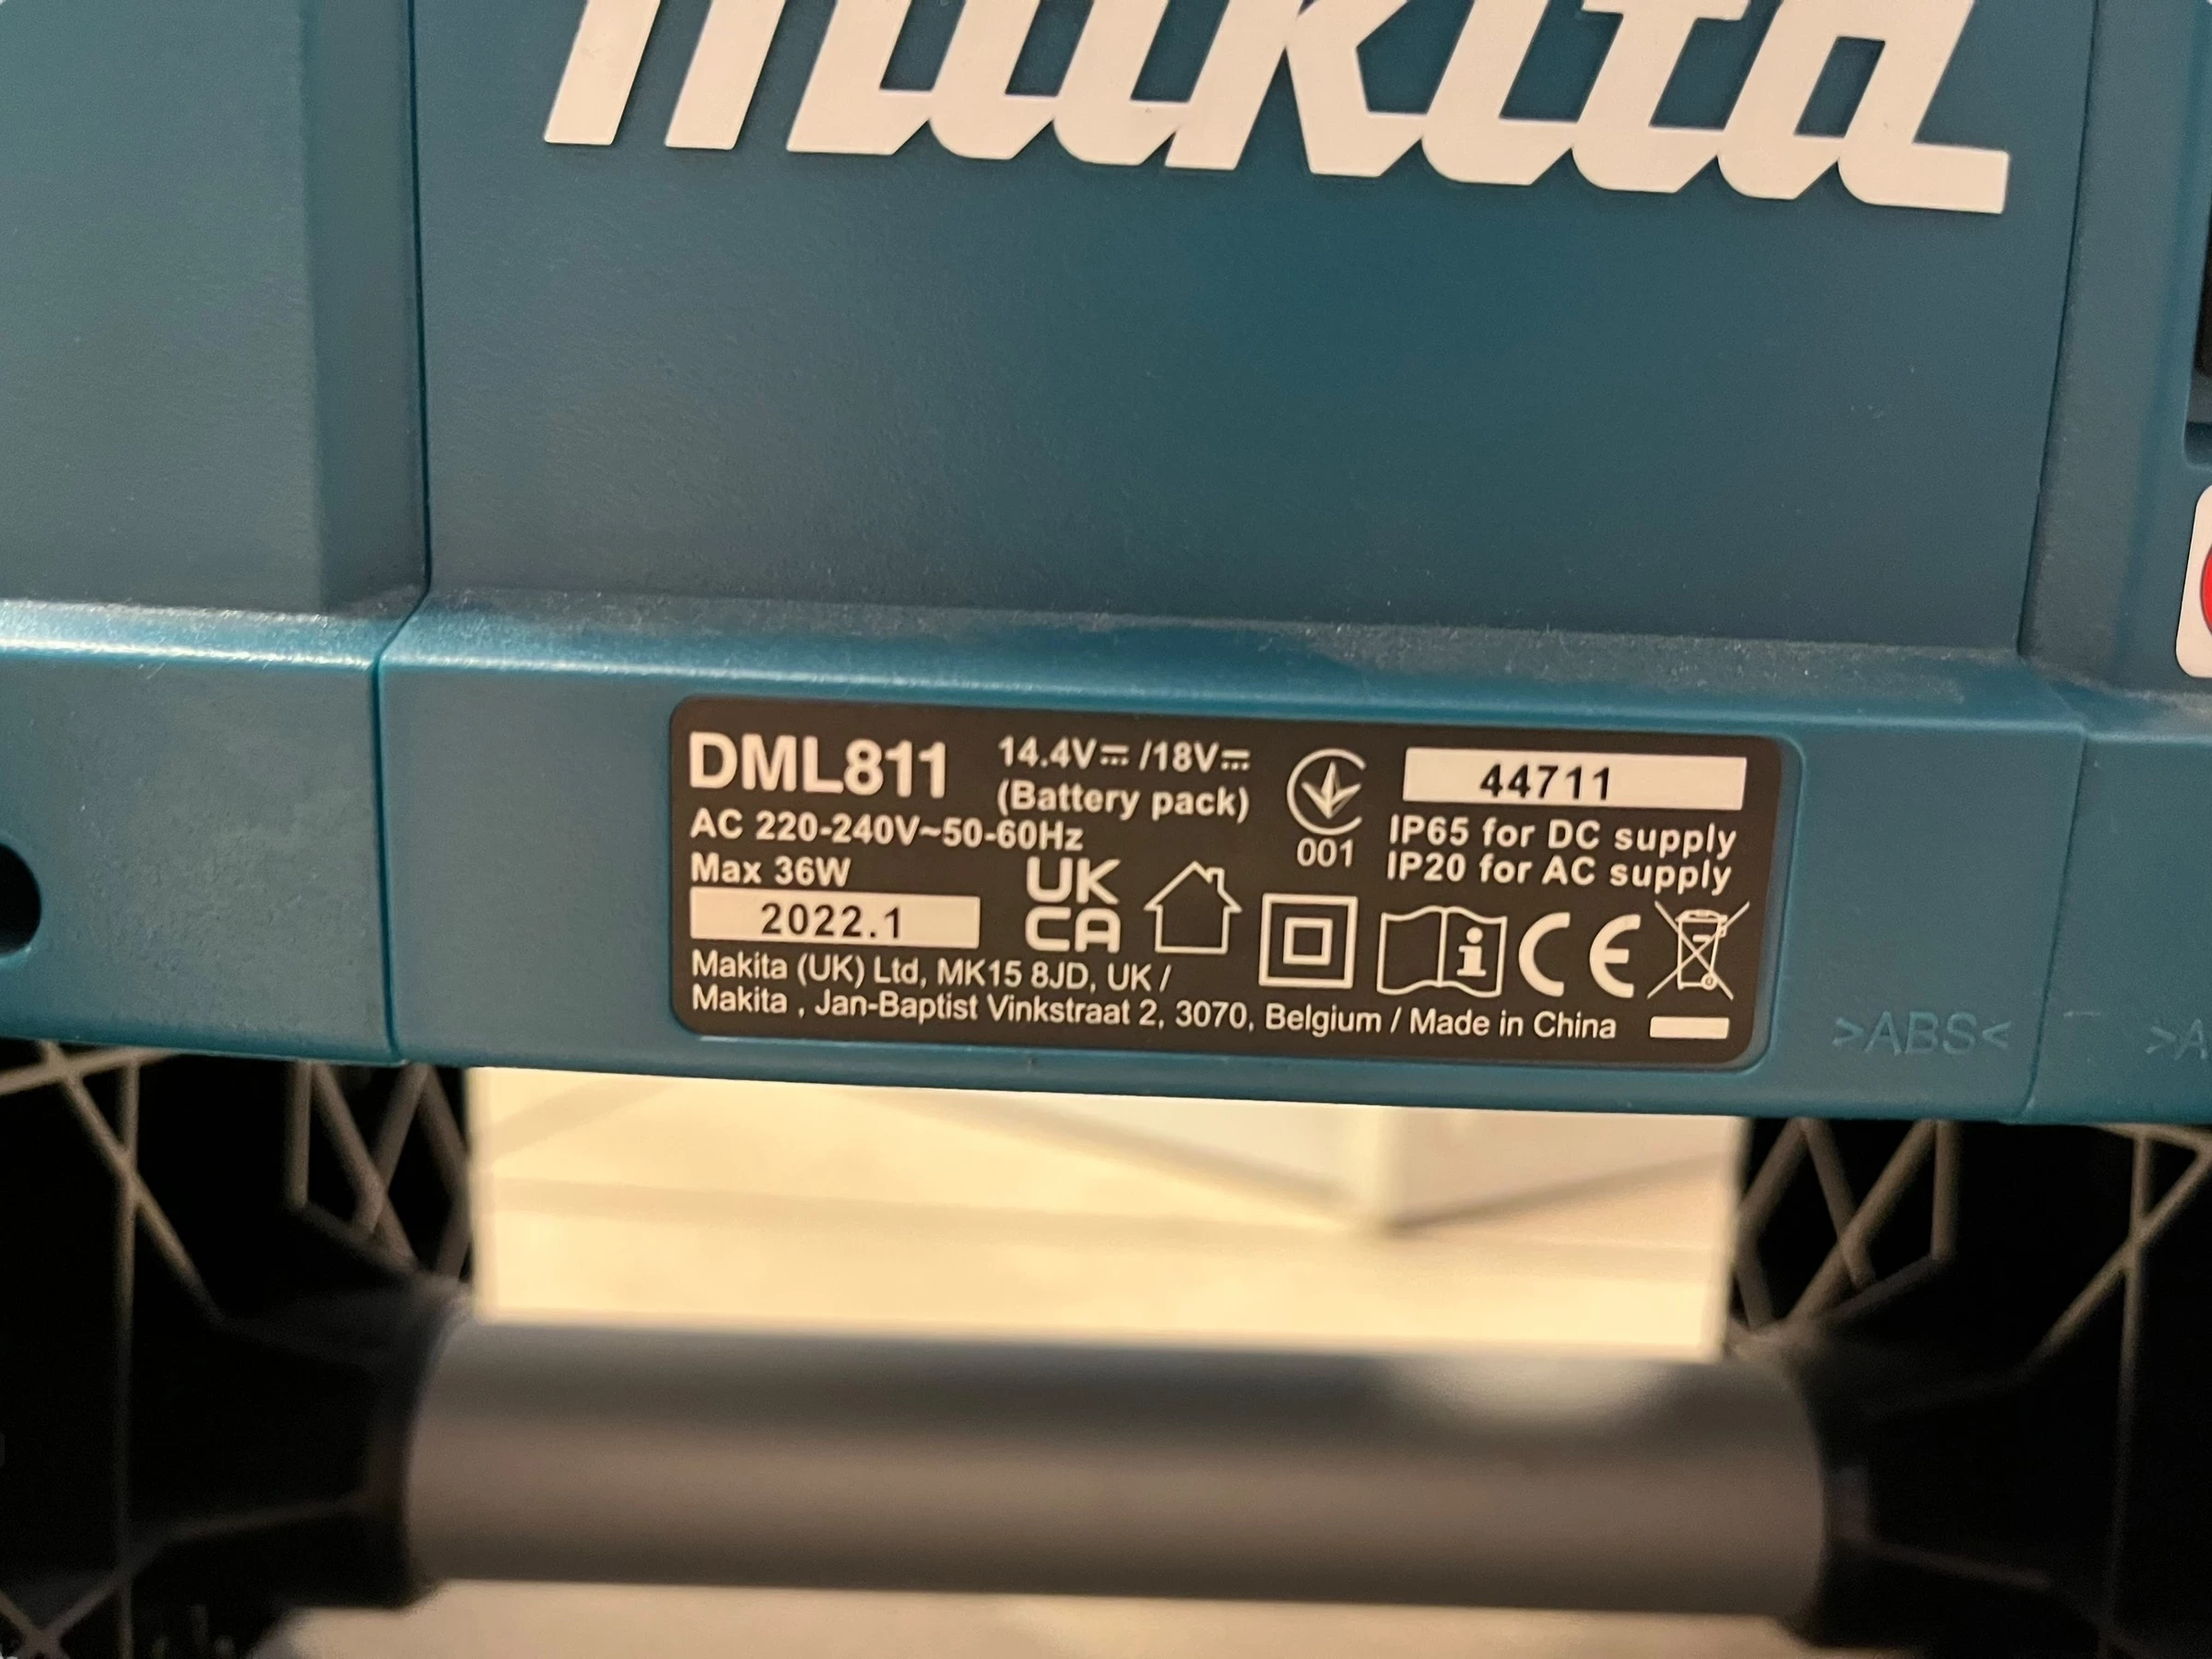 makita
DML811
14.4V⎓ /18V⎓
(Battery pack)
AC 220-240V~50-60Hz
Max 36W
2022.1
UK
CA
001
44711
IP65 for DC supply
IP20 for AC supply
i
CE
Makita (UK) Ltd, MK15 8JD, UK /
Makita , Jan-Baptist Vinkstraat 2, 3070, Belgium / Made in China
>ABS<
>A